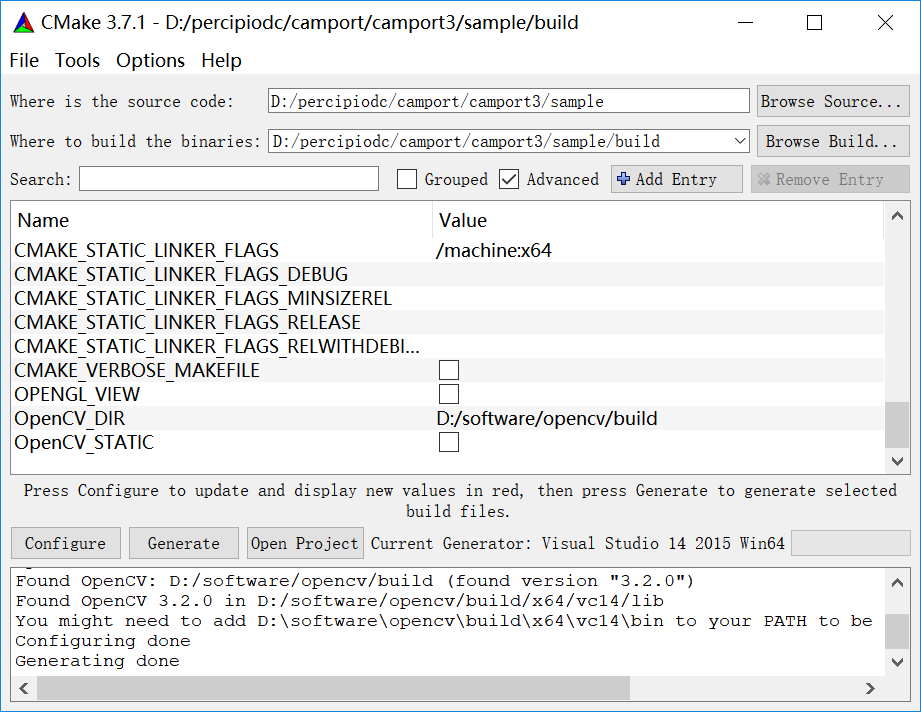 CMake 3.7.1 - D:/percipiodc/camport/camport3/sample/build
File Tools Options Help
Where is the source code: D:/percipiodc/camport/camport3/sample Browse Source...
Where to build the binaries: D:/percipiodc/camport/camport3/sample/build Browse Build...
Search: Grouped Advanced Add Entry Remove Entry
Name Value
CMAKE_STATIC_LINKER_FLAGS /machine:x64
CMAKE_STATIC_LINKER_FLAGS_DEBUG
CMAKE_STATIC_LINKER_FLAGS_MINSIZEREL
CMAKE_STATIC_LINKER_FLAGS_RELEASE
CMAKE_STATIC_LINKER_FLAGS_RELWITHDEBI...
CMAKE_VERBOSE_MAKEFILE
OPENGL_VIEW
OpenCV_DIR D:/software/opencv/build
OpenCV_STATIC
Press Configure to update and display new values in red, then press Generate to generate selected
build files.
Configure Generate Open Project Current Generator: Visual Studio 14 2015 Win64
Found OpenCV: D:/software/opencv/build (found version "3.2.0")
Found OpenCV 3.2.0 in D:/software/opencv/build/x64/vc14/lib
You might need to add D:\software\opencv\build\x64\vc14\bin to your PATH to be
Configuring done
Generating done